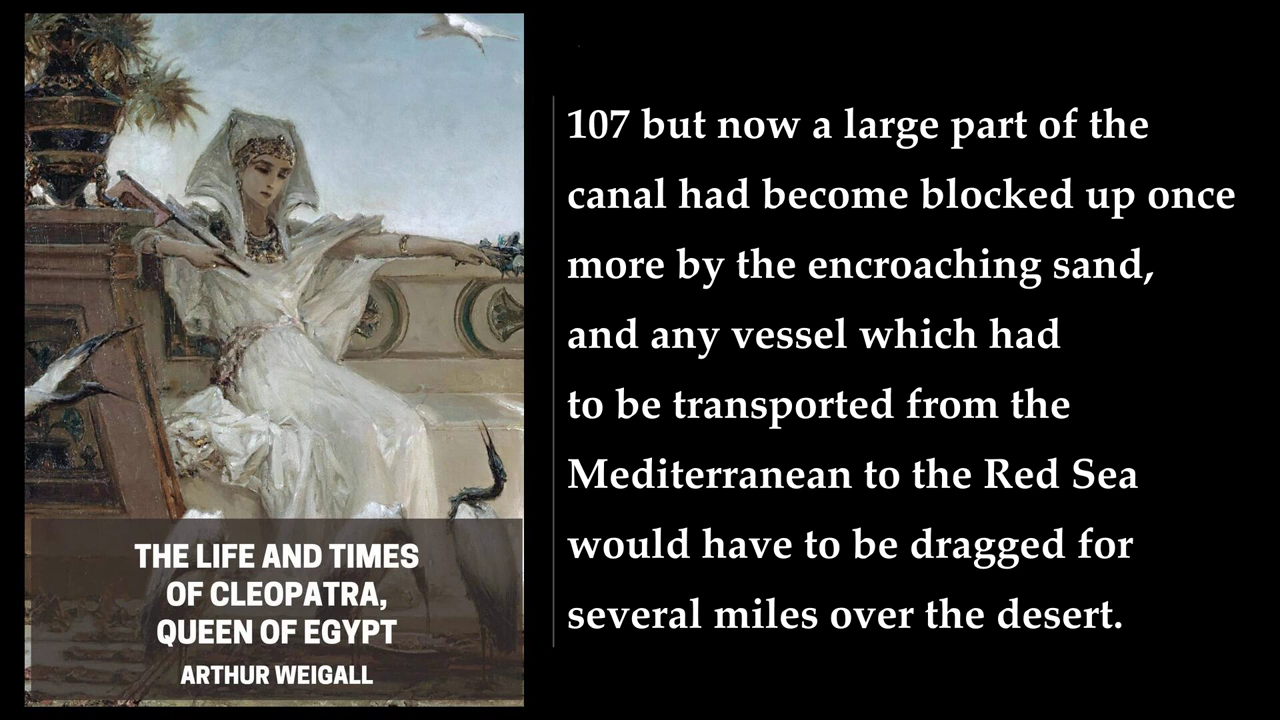 THE LIFE AND TIMES
OF CLEOPATRA,
QUEEN OF EGYPT
ARTHUR WEIGALL
107 but now a large part of the
canal had become blocked up once
more by the encroaching sand,
and any vessel which had
to be transported from the
Mediterranean to the Red Sea
would have to be dragged for
several miles over the desert.